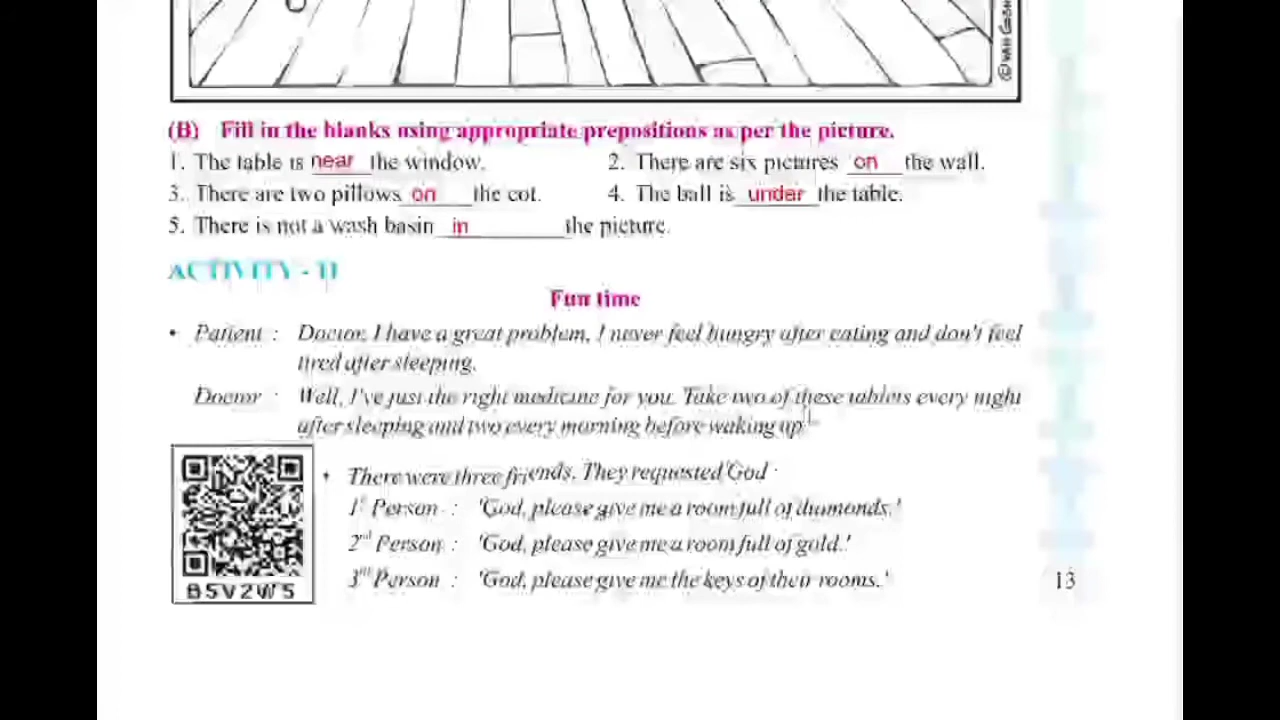 (B) Fill in the blanks using appropriate prepositions as per the picture.
1. The table is near the window. 2. There are six pictures on the wall.
3. There are two pillows on the cot. 4. The ball is under the table.
5. There is not a wash basin in the picture.
ACTIVITY - 11
Fun time
• Patient : Doctor, I have a great problem, I never feel hungry after eating and don't feel
tired after sleeping.
Doctor : Well, I've just the right medicine for you. Take two of these tablets every night
after sleeping and two every morning before waking up.
• There were three friends. They requested God :
1st Person : 'God, please give me a room full of diamonds.'
2nd Person : 'God, please give me a room full of gold.'
3rd Person : 'God, please give me the keys of their rooms.'
B5V2W5
13